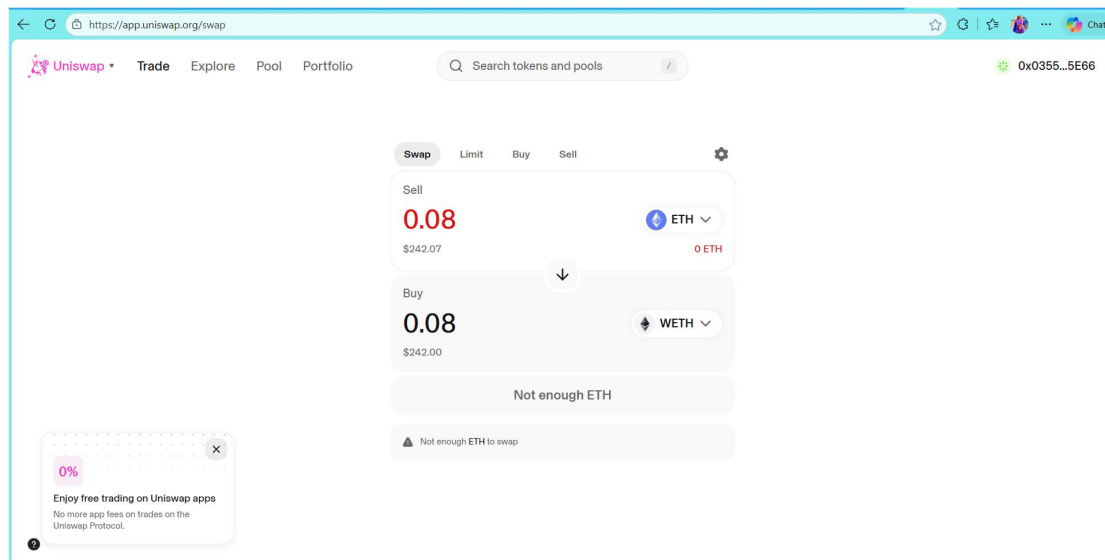 https://app.uniswap.org/swap
Chat
Uniswap Trade Explore Pool Portfolio Search tokens and pools / 0x0355...5E66
Swap Limit Buy Sell
Sell
0.08 ETH
$242.07 0 ETH
Buy
0.08 WETH
$242.00
Not enough ETH
Not enough ETH to swap
0%
Enjoy free trading on Uniswap apps
No more app fees on trades on the
Uniswap Protocol.
?